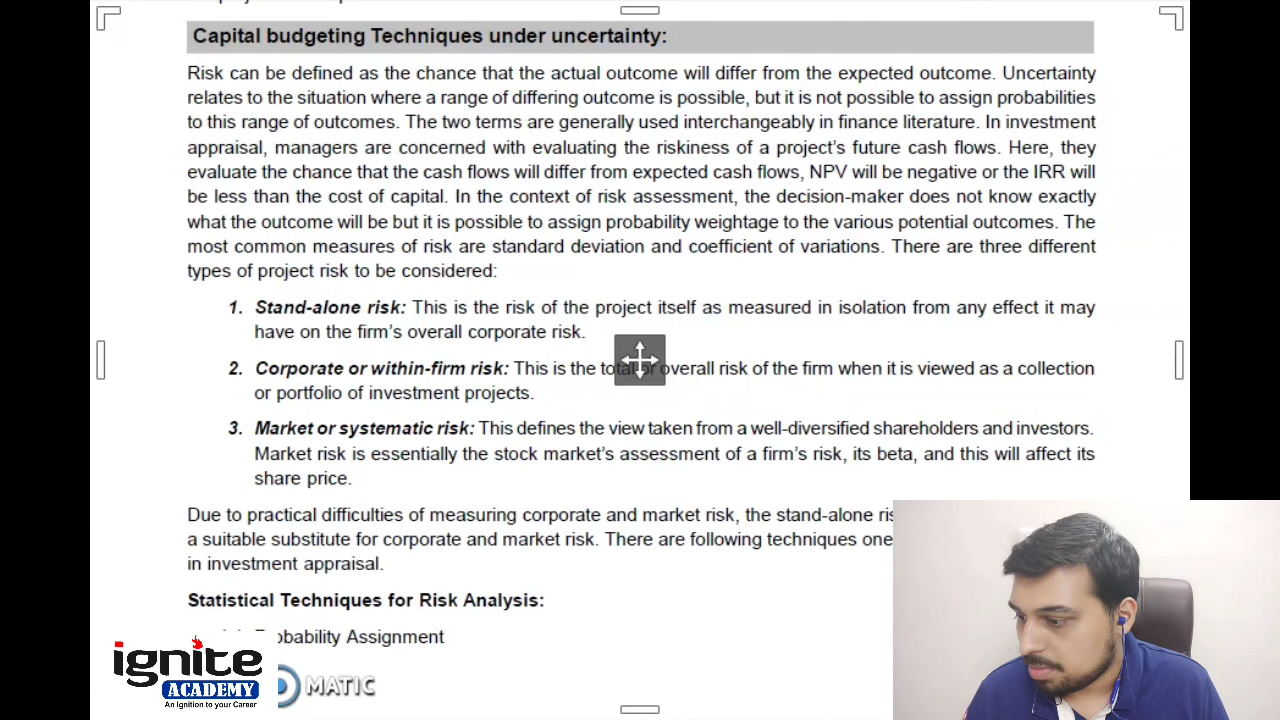 Capital budgeting Techniques under uncertainty:
Risk can be defined as the chance that the actual outcome will differ from the expected outcome. Uncertainty
relates to the situation where a range of differing outcome is possible, but it is not possible to assign probabilities
to this range of outcomes. The two terms are generally used interchangeably in finance literature. In investment
appraisal, managers are concerned with evaluating the riskiness of a project's future cash flows. Here, they
evaluate the chance that the cash flows will differ from expected cash flows, NPV will be negative or the IRR will
be less than the cost of capital. In the context of risk assessment, the decision-maker does not know exactly
what the outcome will be but it is possible to assign probability weightage to the various potential outcomes. The
most common measures of risk are standard deviation and coefficient of variations. There are three different
types of project risk to be considered:
1. Stand-alone risk: This is the risk of the project itself as measured in isolation from any effect it may
have on the firm's overall corporate risk.
2. Corporate or within-firm risk: This is the overall risk of the firm when it is viewed as a collection
or portfolio of investment projects.
3. Market or systematic risk: This defines the view taken from a well-diversified shareholders and investors.
Market risk is essentially the stock market's assessment of a firm's risk, its beta, and this will affect its
share price.
Due to practical difficulties of measuring corporate and market risk, the stand-alone
a suitable substitute for corporate and market risk. There are following techniques one
in investment appraisal.
Statistical Techniques for Risk Analysis:
Assignment
ignite
ACADEMY
An Ignition to your Career
MATIC